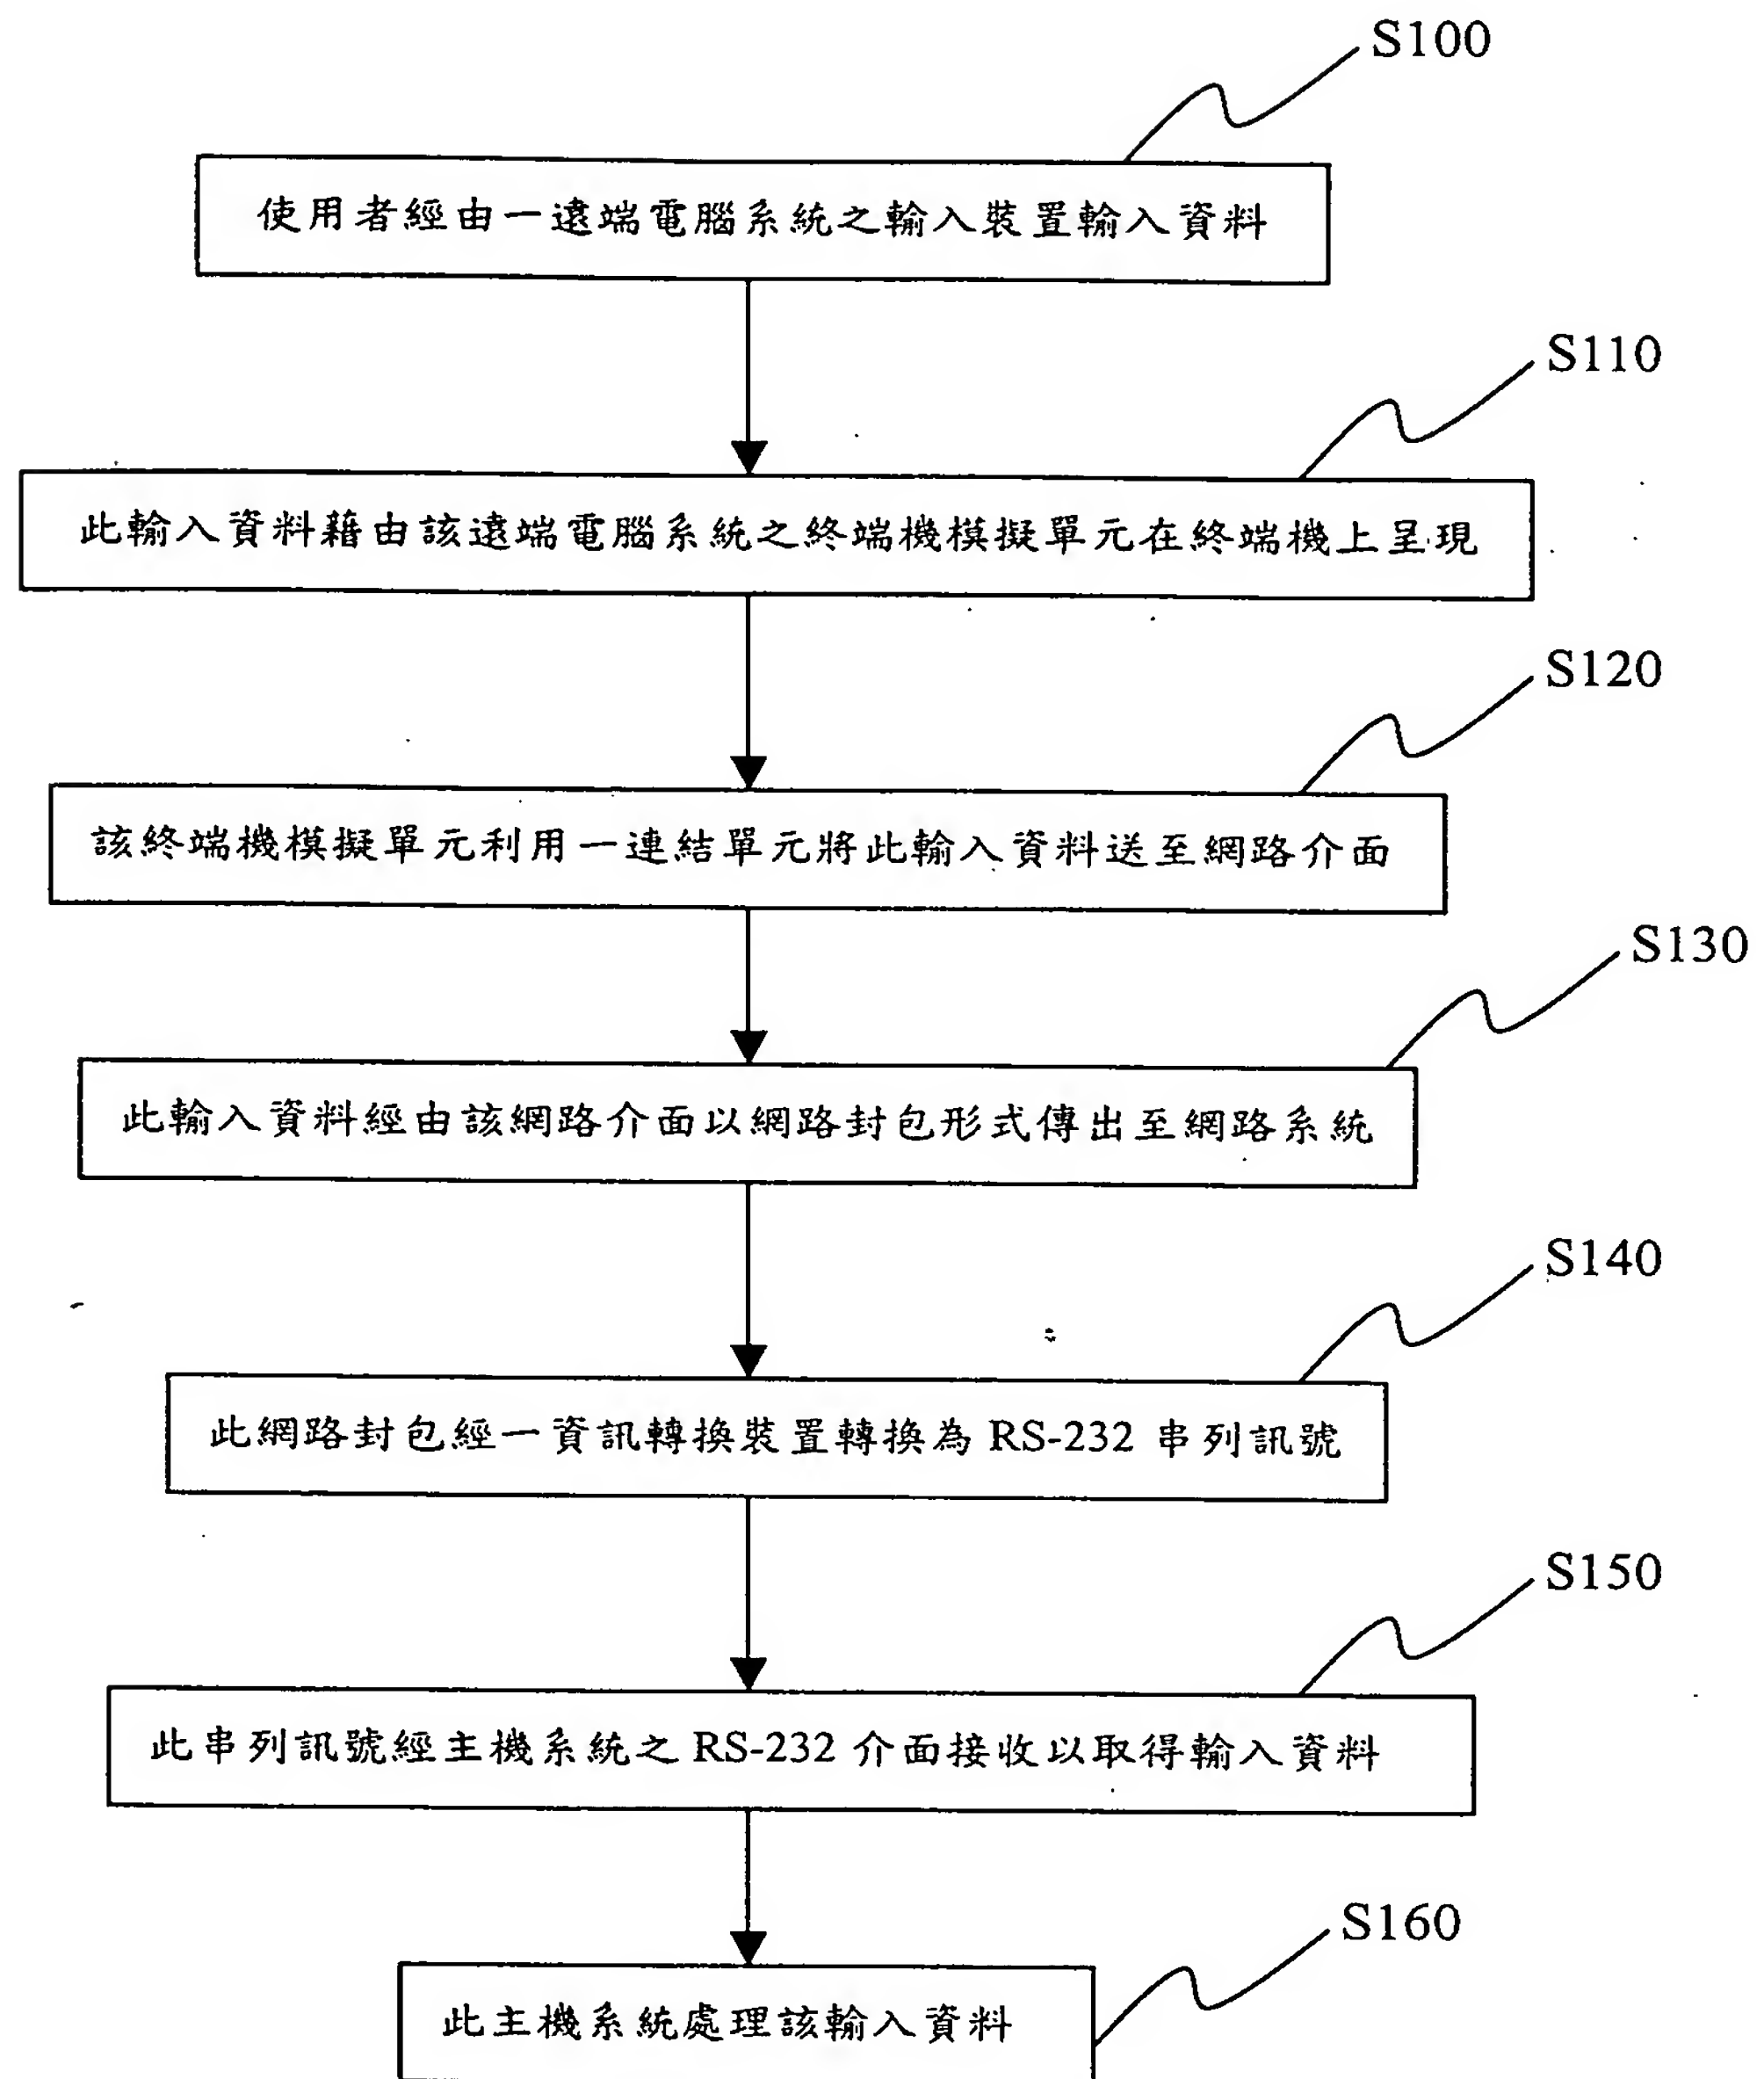 S100
使用者經由一遠端電腦系統之輸入裝置輸入資料
S110
此輸入資料藉由該遠端電腦系統之終端機模擬單元在終端機上呈現
S120
該終端機模擬單元利用一連結單元將此輸入資料送至網路介面
S130
此輸入資料經由該網路介面以網路封包形式傳出至網路系統
S140
此網路封包經一資訊轉換裝置轉換為 RS-232 串列訊號
S150
此串列訊號經主機系統之 RS-232 介面接收以取得輸入資料
S160
此主機系統處理該輸入資料